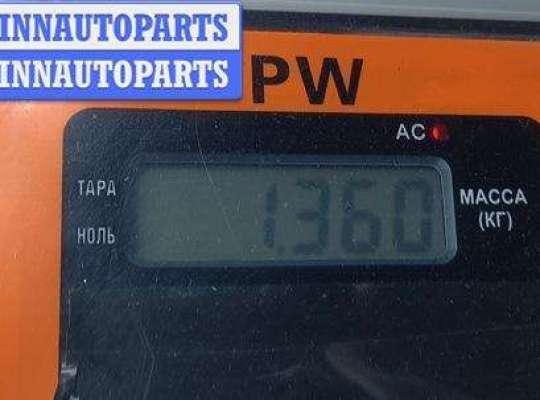 INNAUTOPARTS
INNAUTOPARTS
PW
AC
ТАРА
1.360
МАССА
(КГ)
НОЛЬ